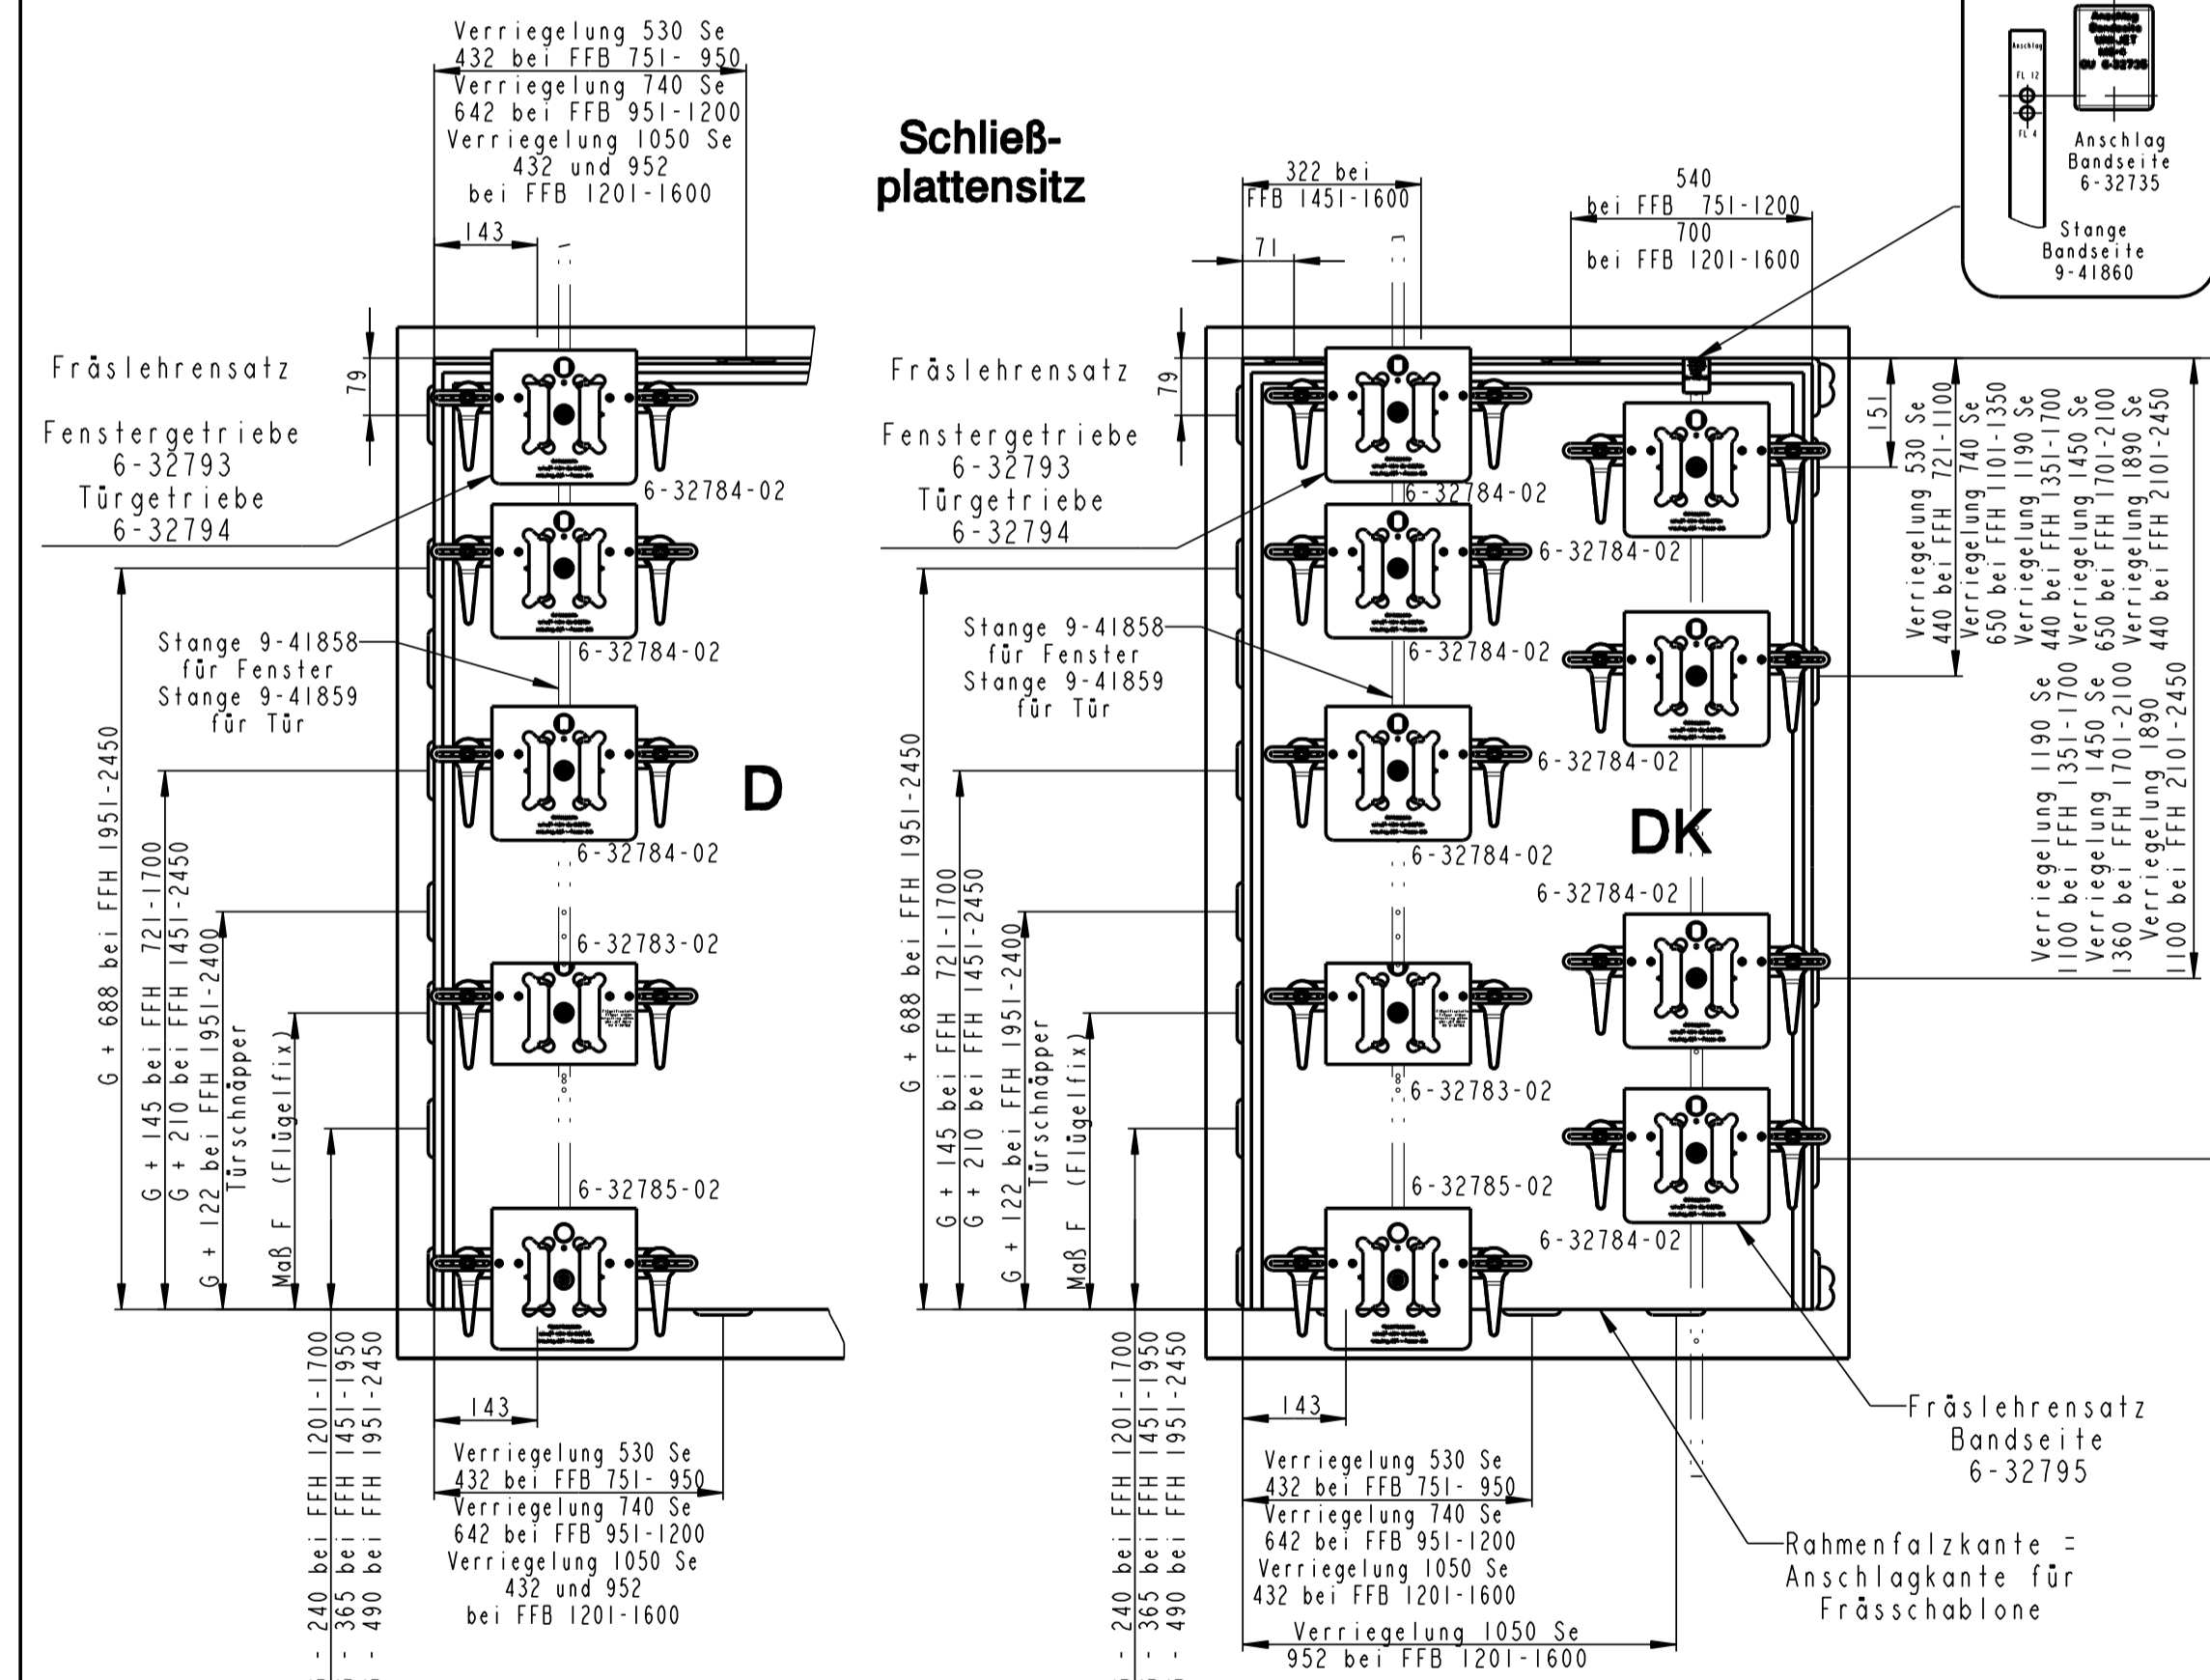 Verriegelung 530 Se
432 bei FFB 751- 950
Verriegelung 740 Se
642 bei FFB 951-1200
Verriegelung 1050 Se
432 und 952
bei FFB 1201-1600
143
79
Fräslehrensatz
Fenstergetriebe
6-32793
Türgetriebe
6-32794
6-32784-02
Stange 9-41858
für Fenster
Stange 9-41859
für Tür
6-32784-02
D
6-32784-02
6-32783-02
6-32785-02
G + 688 bei FFH 1951-2450
G + 145 bei FFH 721-1700
G + 210 bei FFH 1451-2450
G + 122 bei FFH 1951-2400
Türschnäpper
Maß F (Flügelfix)
- 240 bei FFH 1201-1700
- 365 bei FFH 1451-1950
- 490 bei FFH 1951-2450
143
Verriegelung 530 Se
432 bei FFB 751- 950
Verriegelung 740 Se
642 bei FFB 951-1200
Verriegelung 1050 Se
432 und 952
bei FFB 1201-1600
Schließ-
plattensitz
322 bei
FFB 1451-1600
71
540
bei FFB 751-1200
700
bei FFB 1201-1600
Anschlag
Bandseite
UNI-JET
GU 6-32735
Anschlag
FL 12
FL 4
Anschlag
Bandseite
6-32735
Stange
Bandseite
9-41860
79
Fräslehrensatz
Fenstergetriebe
6-32793
Türgetriebe
6-32794
6-32784-02
6-32784-02
Stange 9-41858
für Fenster
Stange 9-41859
für Tür
6-32784-02
6-32784-02
DK
6-32784-02
6-32784-02
6-32783-02
6-32785-02
6-32784-02
G + 688 bei FFH 1951-2450
G + 145 bei FFH 721-1700
G + 210 bei FFH 1451-2450
G + 122 bei FFH 1951-2400
Türschnäpper
Maß F (Flügelfix)
- 240 bei FFH 1201-1700
- 365 bei FFH 1451-1950
- 490 bei FFH 1951-2450
151
Verriegelung 530 Se
440 bei FFH 721-1100
Verriegelung 740 Se
650 bei FFH 1101-1350
Verriegelung 1190 Se
440 bei FFH 1351-1700
Verriegelung 1450 Se
650 bei FFH 1701-2100
Verriegelung 1890 Se
440 bei FFH 2101-2450
Verriegelung 1190 Se
1100 bei FFH 1351-1700
Verriegelung 1450 Se
1360 bei FFH 1701-2100
Verriegelung 1890
1100 bei FFH 2101-2450
143
Verriegelung 530 Se
432 bei FFB 751- 950
Verriegelung 740 Se
642 bei FFB 951-1200
Verriegelung 1050 Se
432 bei FFB 1201-1600
Verriegelung 1050 Se
952 bei FFB 1201-1600
Fräslehrensatz
Bandseite
6-32795
Rahmenfalzkante =
Anschlagkante für
Frässchablone